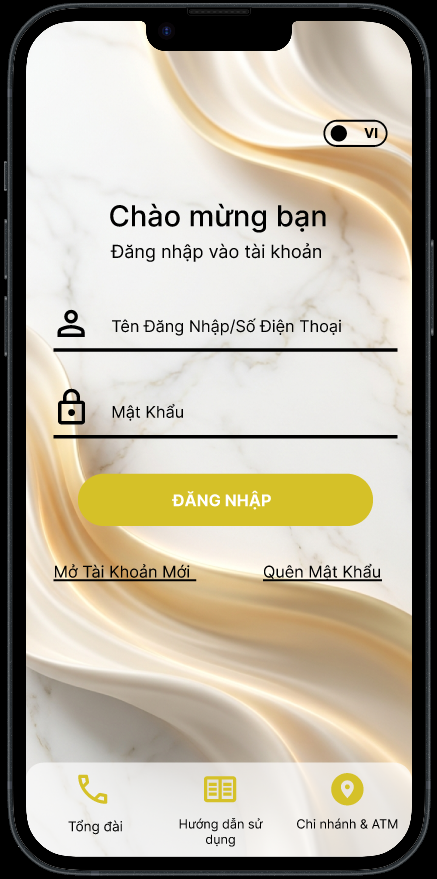 VI
Chào mừng bạn
Đăng nhập vào tài khoản
Tên Đăng Nhập/Số Điện Thoại
Mật Khẩu
ĐĂNG NHẬP
Mở Tài Khoản Mới
Quên Mật Khẩu
Tổng đài
Hướng dẫn sử
dụng
Chi nhánh & ATM